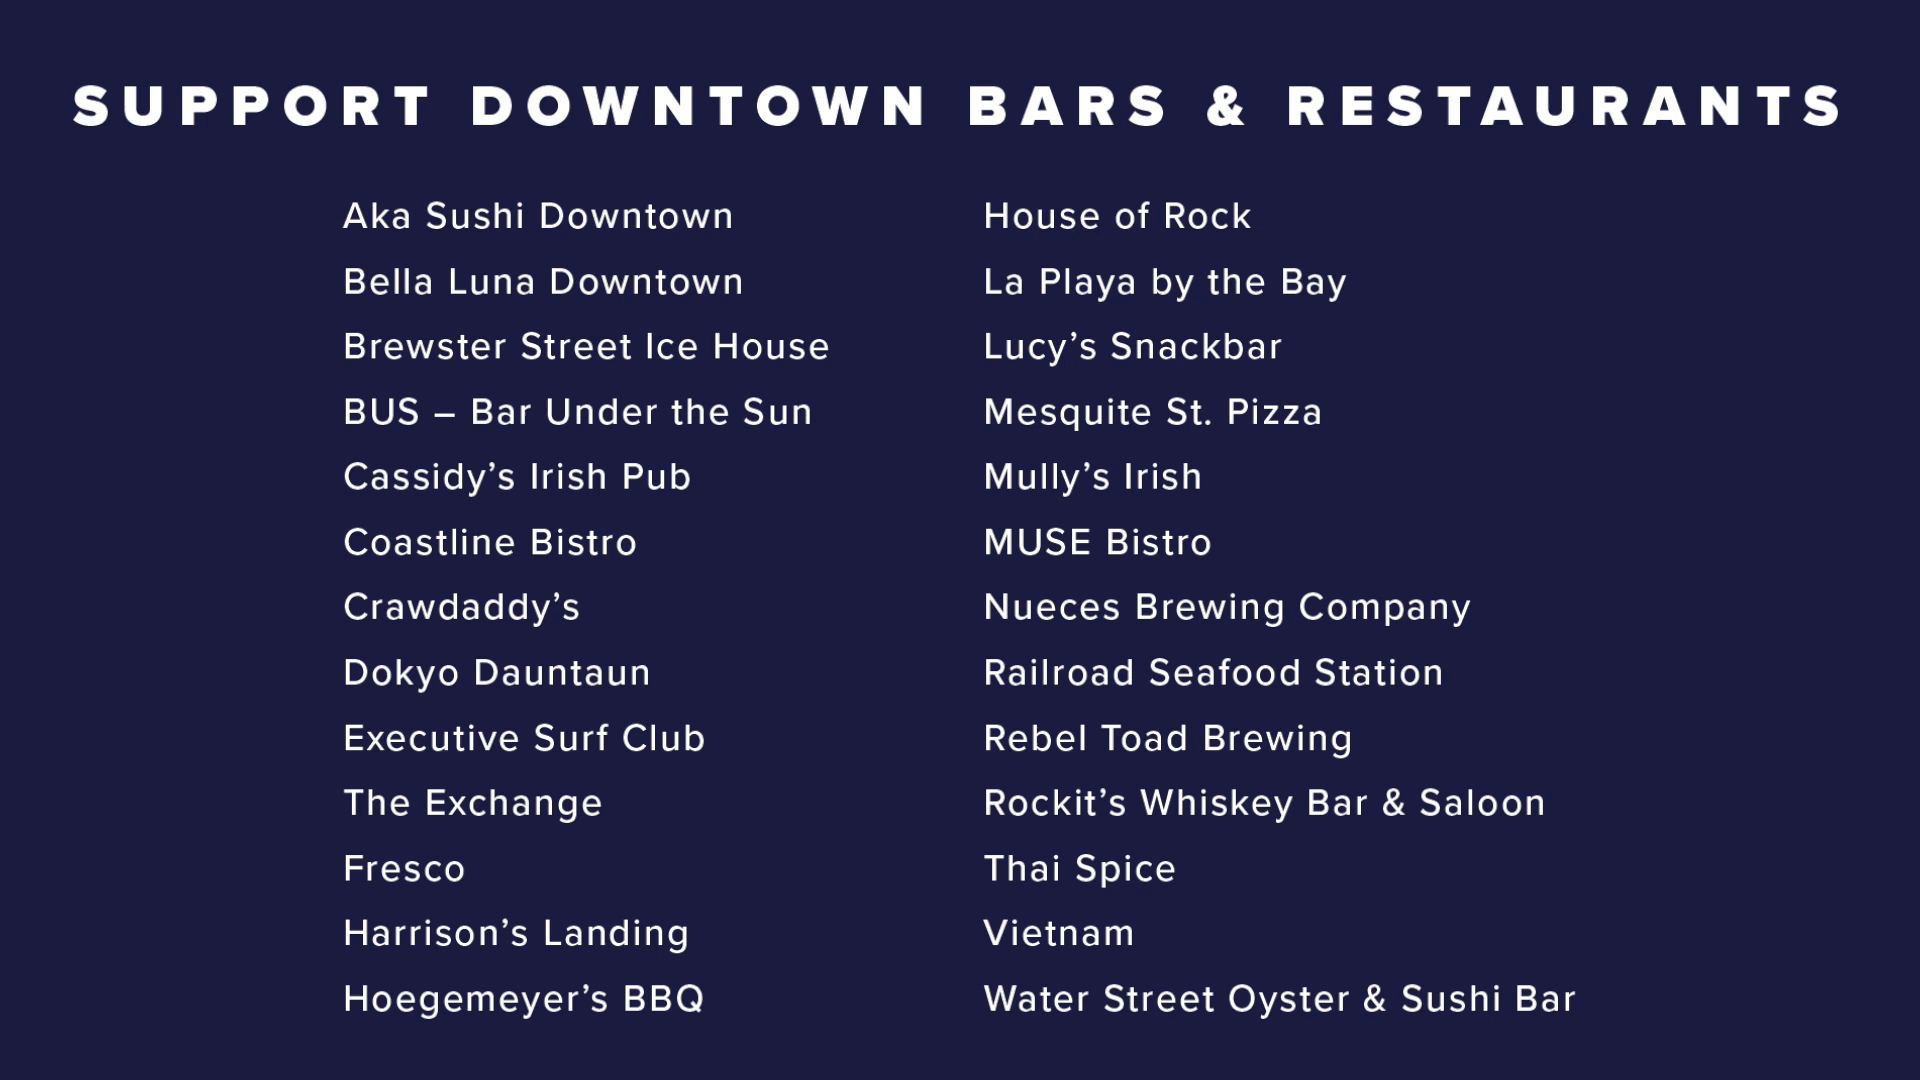 SUPPORT DOWNTOWN BARS & RESTAURANTS
Aka Sushi Downtown
Bella Luna Downtown
Brewster Street Ice House
BUS – Bar Under the Sun
Cassidy’s Irish Pub
Coastline Bistro
Crawdaddy’s
Dokyo Dauntaun
Executive Surf Club
The Exchange
Fresco
Harrison’s Landing
Hoegemeyer’s BBQ
House of Rock
La Playa by the Bay
Lucy’s Snackbar
Mesquite St. Pizza
Mully’s Irish
MUSE Bistro
Nueces Brewing Company
Railroad Seafood Station
Rebel Toad Brewing
Rockit’s Whiskey Bar & Saloon
Thai Spice
Vietnam
Water Street Oyster & Sushi Bar